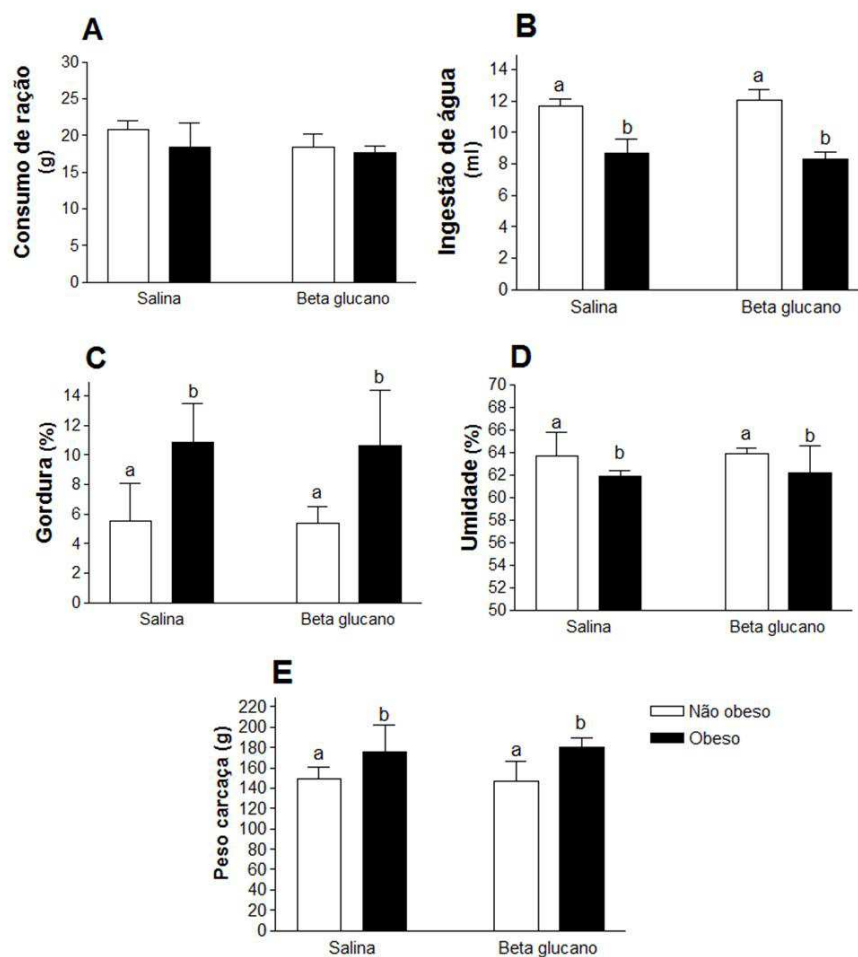 A
Consumo de ração
(g)
30
25
20
15
10
5
0
Salina
Beta glucano
B
Ingestão de água
(ml)
14
12
10
8
6
4
2
0
a
b
a
b
Salina
Beta glucano
C
Gordura (%)
14
12
10
8
6
4
2
0
a
b
a
b
Salina
Beta glucano
D
Umidade (%)
70
68
66
64
62
60
58
56
54
52
50
a
b
a
b
Salina
Beta glucano
E
Peso carcaça (g)
220
200
180
160
140
120
100
80
60
40
20
0
a
b
a
b
Salina
Beta glucano
Não obeso
Obeso